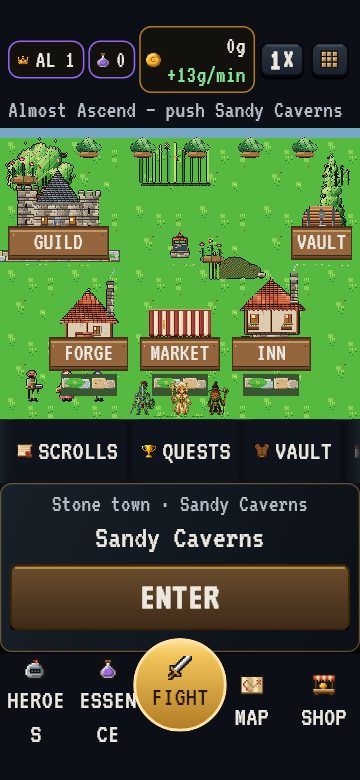 AL 1
0
0g
+13g/min
1X
Almost Ascend – push Sandy Caverns
GUILD
VAULT
FORGE
MARKET
INN
SCROLLS
QUESTS
VAULT
Stone town · Sandy Caverns
Sandy Caverns
ENTER
HEROE
S
ESSEN
CE
FIGHT
MAP
SHOP